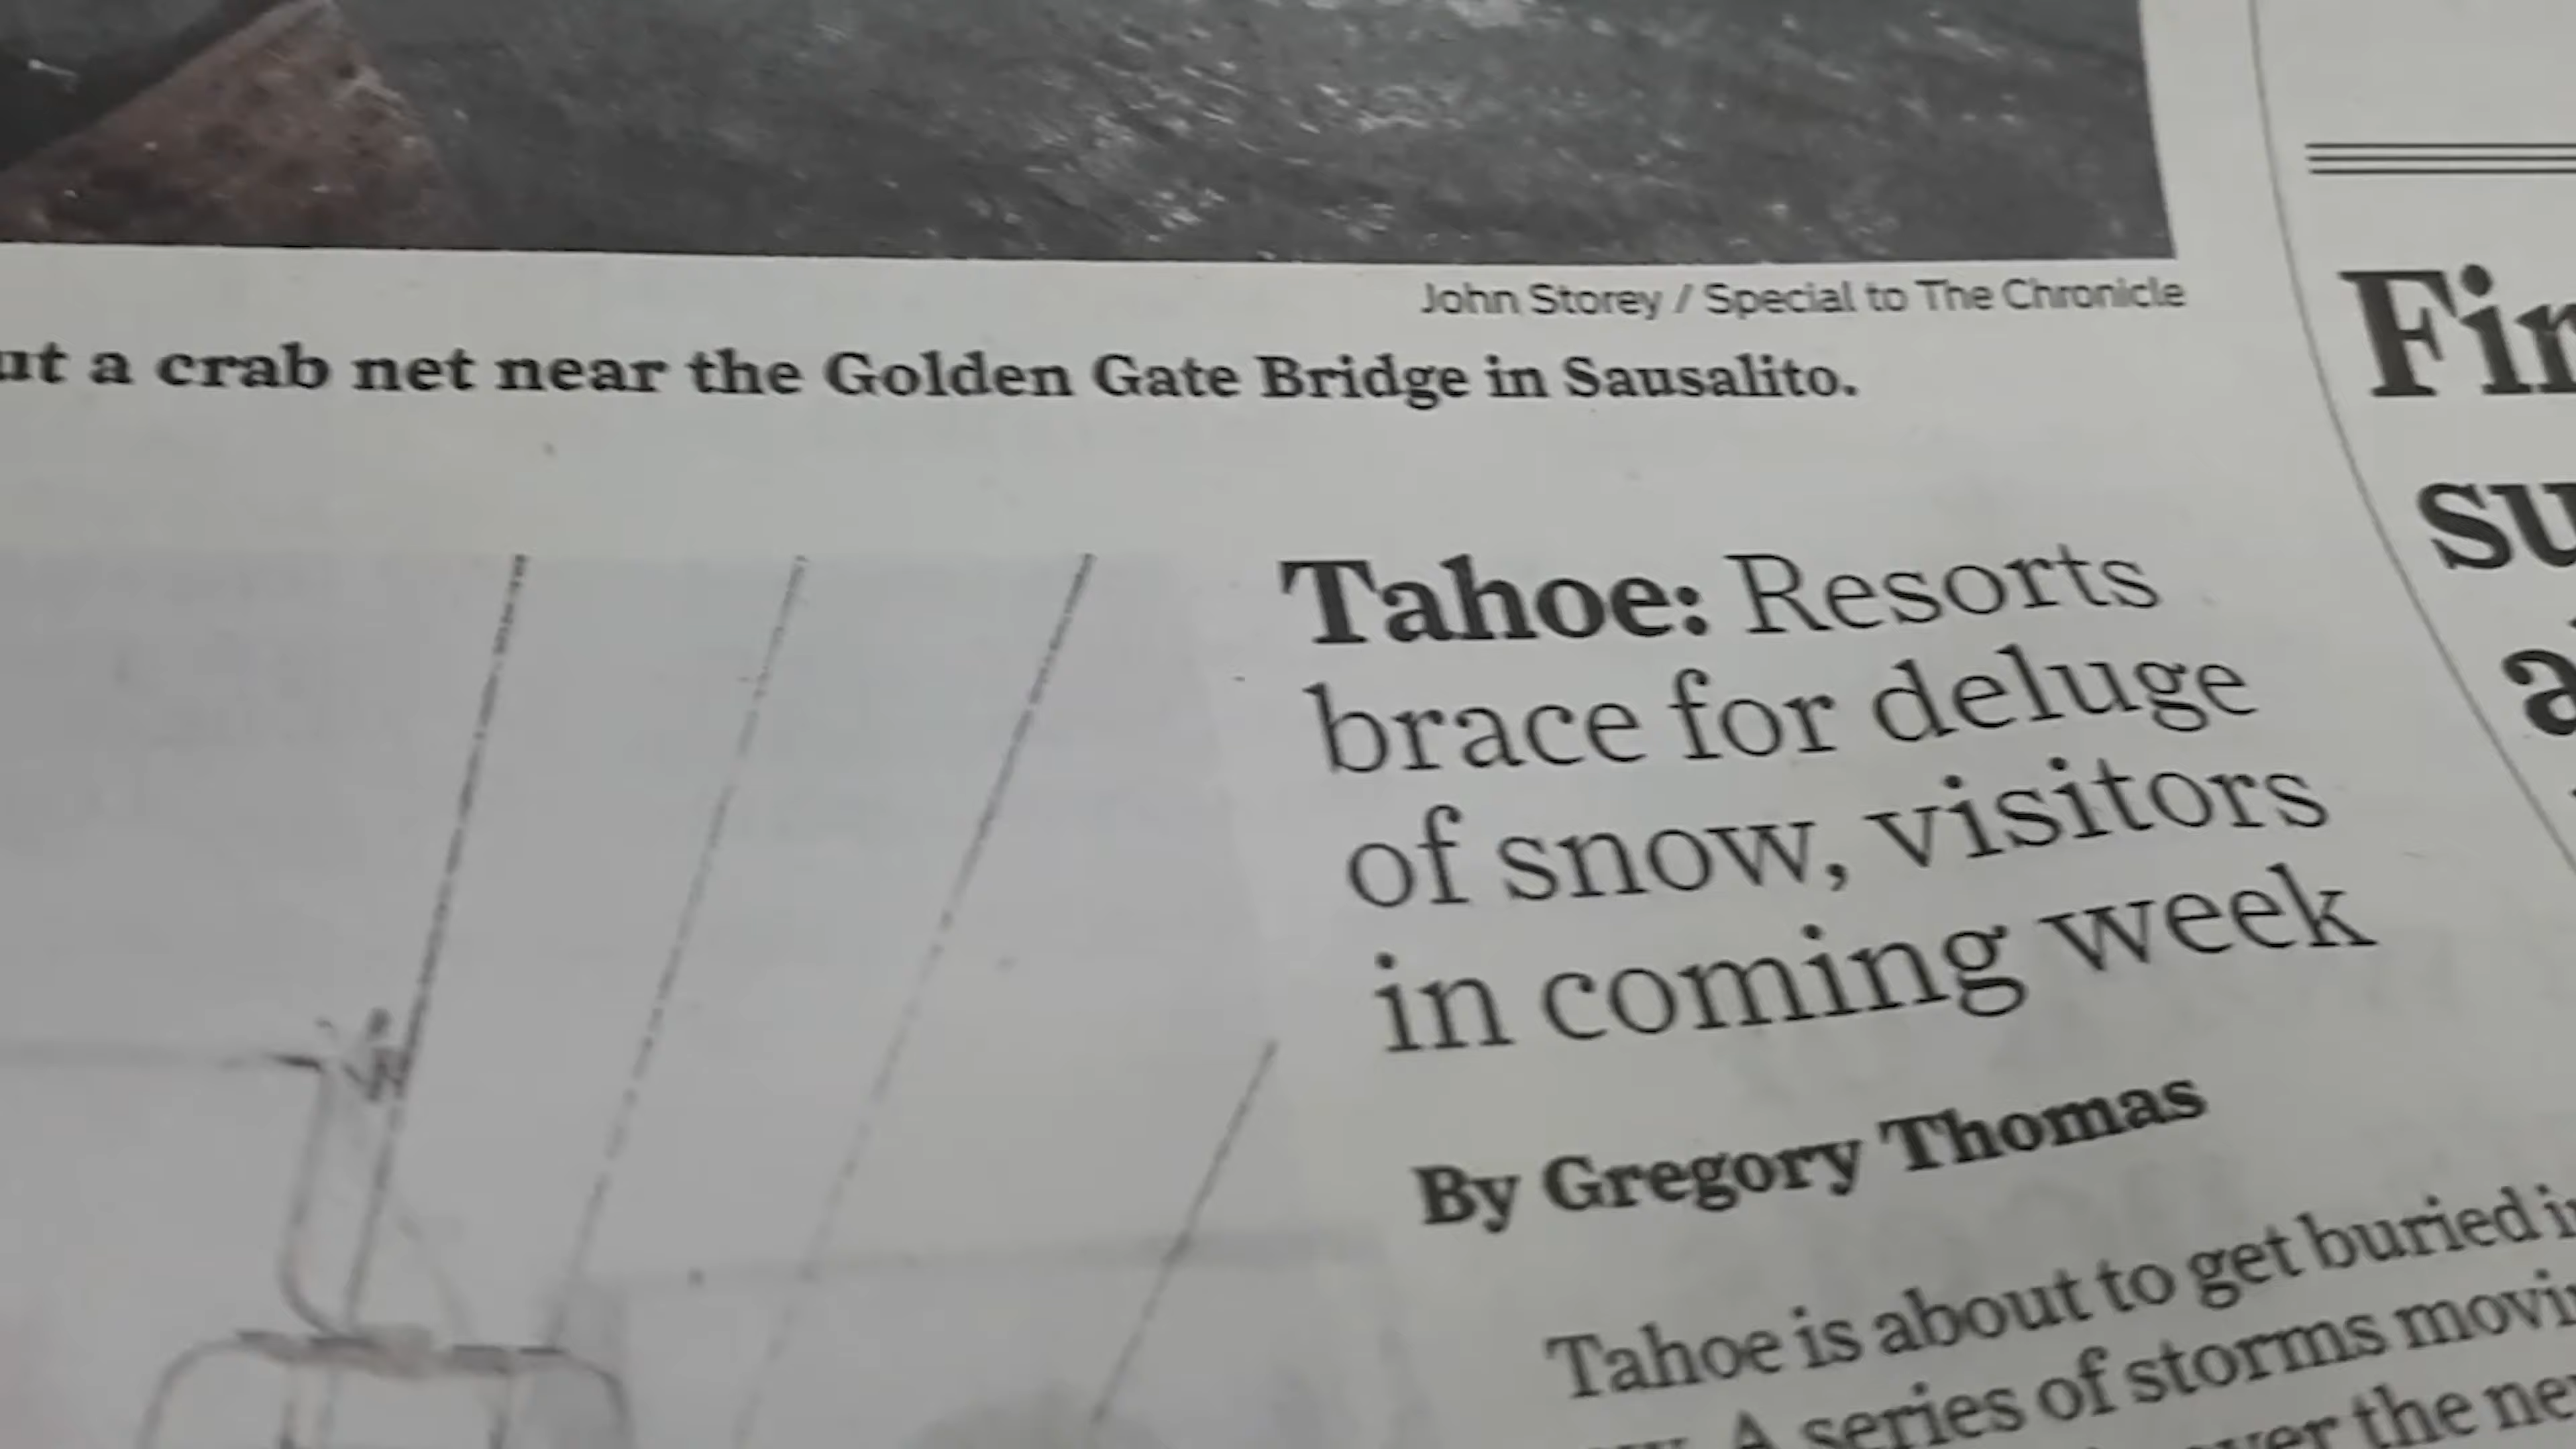 John Storey / Special to The Chronicle
a crab net near the Golden Gate Bridge in Sausalito.
Tahoe: Resorts
brace for deluge
of snow, visitors
in coming week
By Gregory Thomas
Tahoe is about to get buried
A series of storms
the